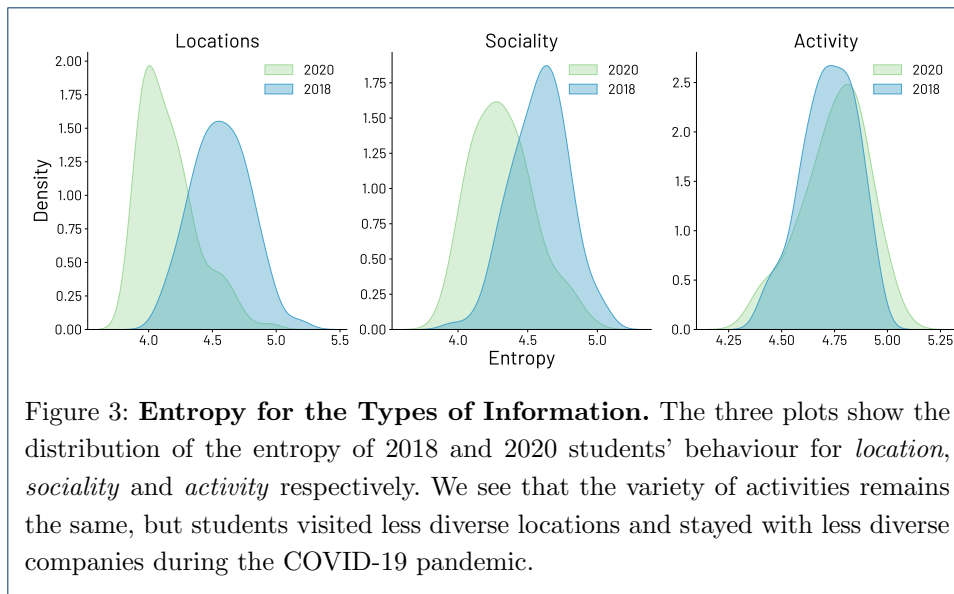 Locations
Sociality
Activity
2020
2018
2020
2018
2020
2018
Density
2.00
1.75
1.50
1.25
1.00
0.75
0.50
0.25
0.00
4.0 4.5 5.0 5.5
1.75
1.50
1.25
1.00
0.75
0.50
0.25
0.00
4.0 4.5 5.0
2.5
2.0
1.5
1.0
0.5
0.0
4.25 4.50 4.75 5.00 5.25
Entropy
Figure 3: Entropy for the Types of Information. The three plots show the
distribution of the entropy of 2018 and 2020 students’ behaviour for location,
sociality and activity respectively. We see that the variety of activities remains
the same, but students visited less diverse locations and stayed with less diverse
companies during the COVID-19 pandemic.